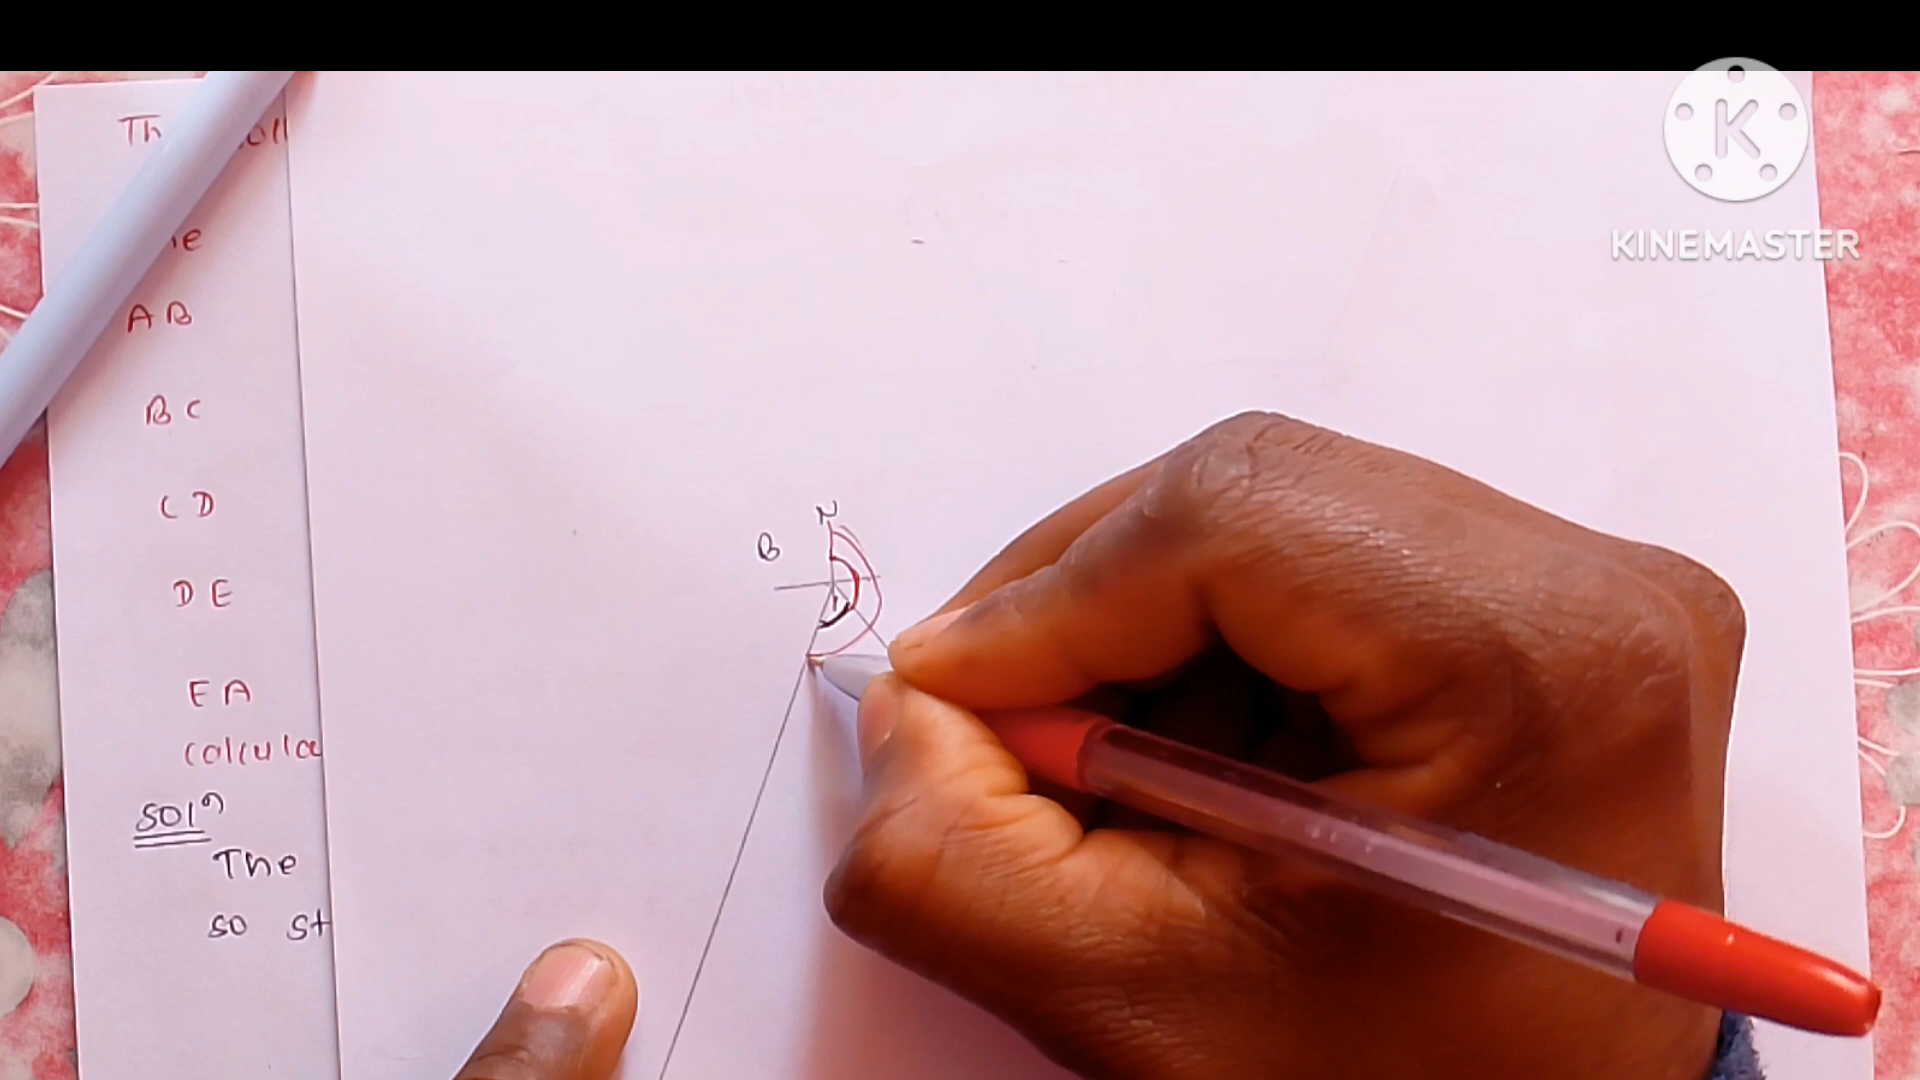 Th
AB
BC
CD
DE
EA
calcula
Soln
The
so st
N
B
K
KINEMASTER